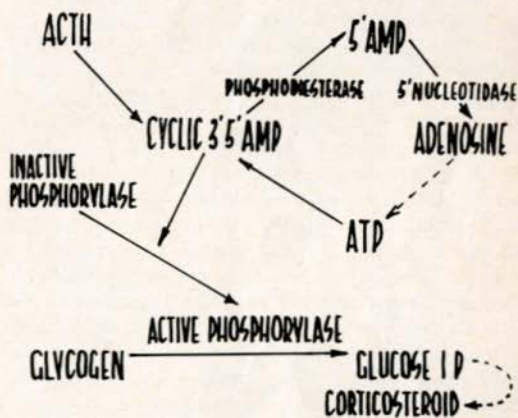 ACTH
5'AMP
PHOSPHODIESTERASE
5'NUCLEOTIDASE
CYCLIC 3'5'AMP
ADENOSINE
INACTIVE
PHOSPHORYLASE
ATP
ACTIVE PHOSPHORYLASE
GLYCOGEN
GLUCOSE 1 P
CORTICOSTEROID